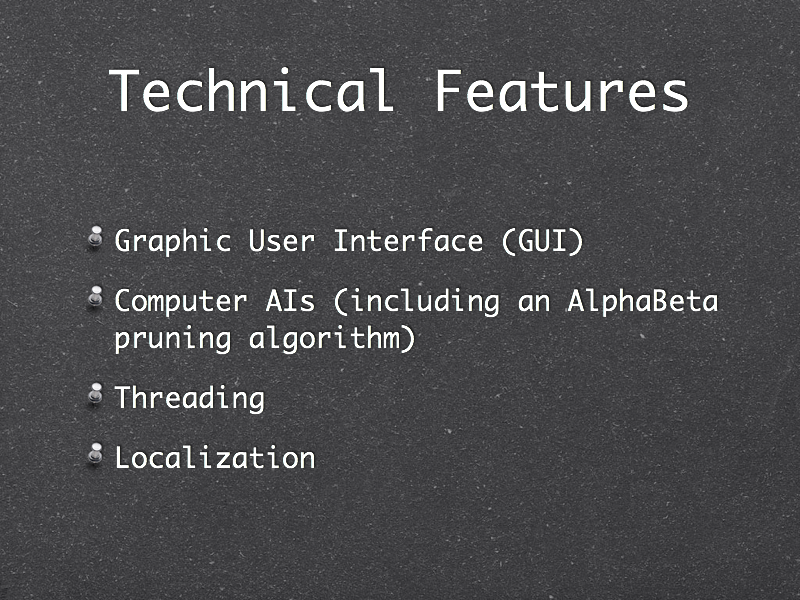 Technical Features
Graphic User Interface (GUI)
Computer AIs (including an AlphaBeta
pruning algorithm)
Threading
Localization